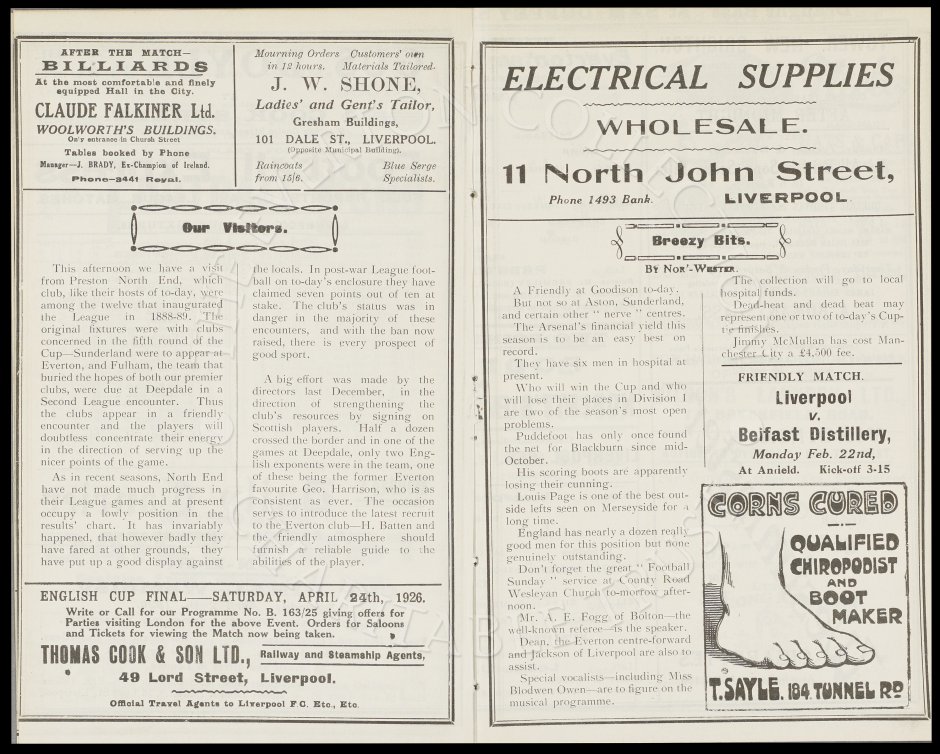 AFTER THE MATCH—
BILLIARDS
At the most comfortable and finely
equipped Hall in the City.
CLAUDE FALKINER Ltd.
WOOLWORTH'S BUILDINGS.
Only entrance in Church Street
Tables booked by Phone
Manager—J. BRADY, Ex-Champion of Ireland.
Phone—3441 Royal.
Mourning Orders Customers' own
in 12 hours. Materials Tailored.
J. W. SHONE,
Ladies' and Gent's Tailor,
Gresham Buildings,
101 DALE ST., LIVERPOOL.
(Opposite Municipal Building).
Raincoats Blue Serge
from 15/6. Specialists.
Our Visitors.
This afternoon we have a visit
from Preston North End, which
club, like their hosts of to-day, were
among the twelve that inaugurated
the League in 1888-89. The
original fixtures were with clubs
concerned in the fifth round of the
Cup—Sunderland were to appear at
Everton, and Fulham, the team that
buried the hopes of both our premier
clubs, were due at Deepdale in a
Second League encounter. Thus
the clubs appear in a friendly
encounter and the players will
doubtless concentrate their energy
in the direction of serving up the
nicer points of the game.
As in recent seasons, North End
have not made much progress in
their League games and at present
occupy a lowly position in the
results' chart. It has invariably
happened, that however badly they
have fared at other grounds, they
have put up a good display against
the locals. In post-war League foot-
ball on to-day's enclosure they have
claimed seven points out of ten at
stake. The club's status was in
danger in the majority of these
encounters, and with the ban now
raised, there is every prospect of
good sport.
A big effort was made by the
directors last December, in the
direction of strengthening the
club's resources by signing on
Scottish players. Half a dozen
crossed the border and in one of the
games at Deepdale, only two Eng-
lish exponents were in the team, one
of these being the former Everton
favourite Geo. Harrison, who is as
consistent as ever. The occasion
serves to introduce the latest recruit
to the Everton club—H. Batten and
the friendly atmosphere should
furnish a reliable guide to the
abilities of the player.
ENGLISH CUP FINAL—SATURDAY, APRIL 24th, 1926.
Write or Call for our Programme No. B. 163/25 giving offers for
Parties visiting London for the above Event. Orders for Saloons
and Tickets for viewing the Match now being taken.
THOMAS COOK & SON LTD., Railway and Steamship Agents,
49 Lord Street, Liverpool.
Official Travel Agents to Liverpool F.C. Etc., Etc.
ELECTRICAL SUPPLIES
WHOLESALE.
11 North John Street,
Phone 1493 Bank. LIVERPOOL
Breezy Bits.
BY NOR'-WESTER.
A Friendly at Goodison to-day.
But not so at Aston, Sunderland,
and certain other "nerve" centres.
The Arsenal's financial yield this
season is to be an easy best on
record.
They have six men in hospital at
present.
Who will win the Cup and who
will lose their places in Division I
are two of the season's most open
problems.
Puddefoot has only once found
the net for Blackburn since mid-
October.
His scoring boots are apparently
losing their cunning.
Louis Page is one of the best out-
side lefts seen on Merseyside for a
long time.
England has nearly a dozen really
good men for this position but none
genuinely outstanding.
Don't forget the great "Football
Sunday" service at County Road
Wesleyan Church to-morrow after-
noon.
Mr. A. E. Fogg of Bolton—the
well-known referee—is the speaker.
Dean, the Everton centre-forward
and Jackson of Liverpool are also to
assist.
Special vocalists—including Miss
Blodwen Owen—are to figure on the
musical programme.
The collection will go to local
hospital funds.
Dead-heat and dead beat may
represent one or two of to-day's Cup-
tie finishes.
Jimmy McMullan has cost Man-
chester City a £4,500 fee.
FRIENDLY MATCH.
Liverpool
v.
Belfast Distillery,
Monday Feb. 22nd,
At Anfield. Kick-off 3-15
CORNS CURED
QUALIFIED
CHIROPODIST
AND
BOOT
MAKER
T. SAYLE. 184 TUNNEL RD